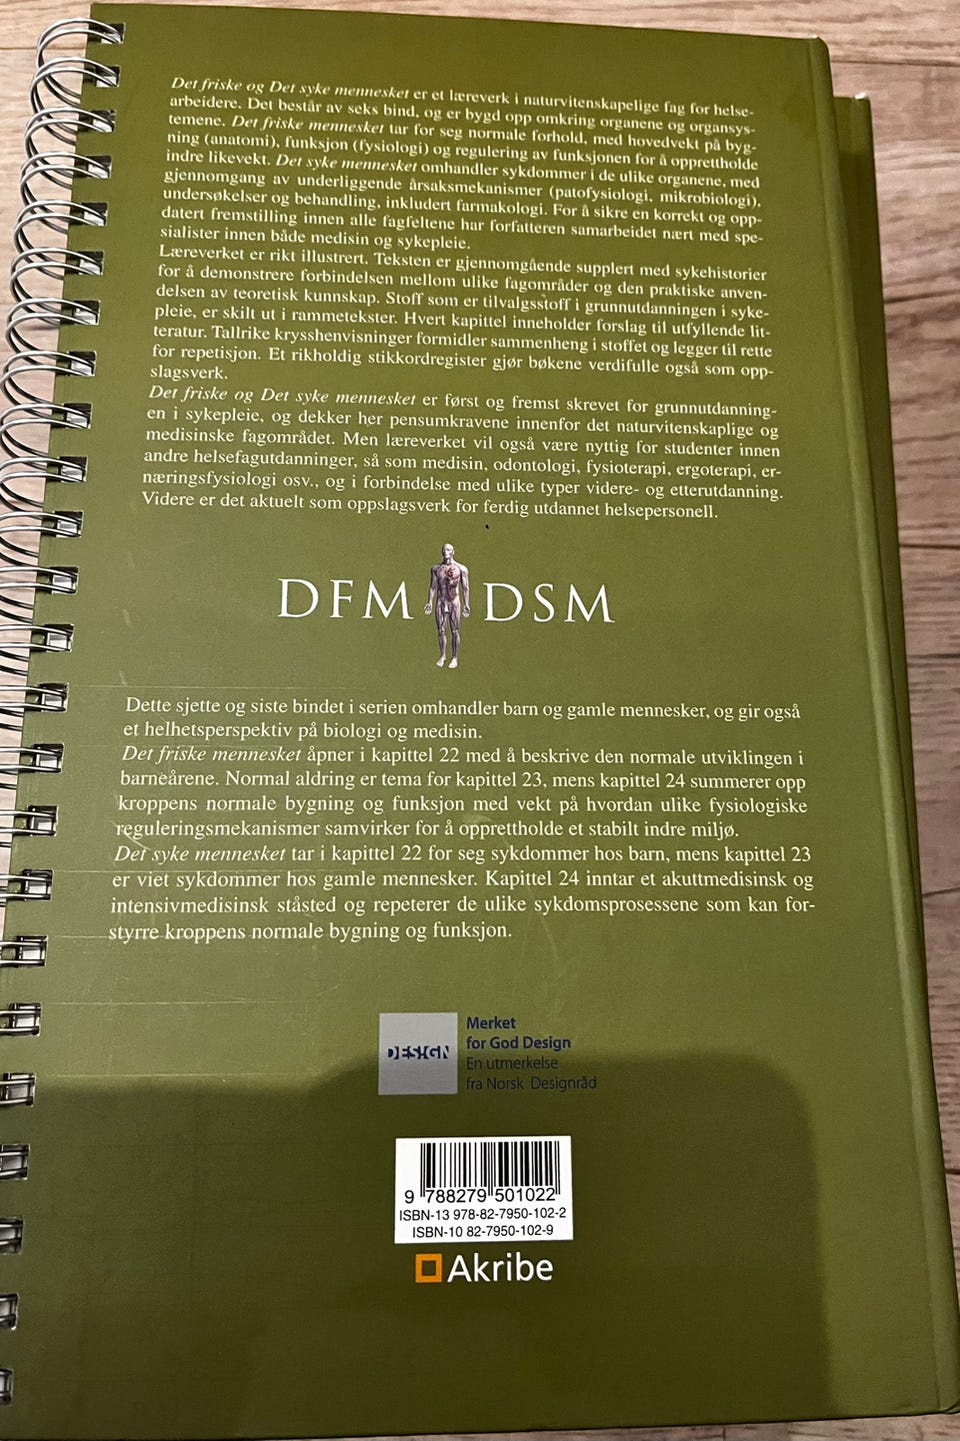 Det friske og Det syke mennesket er et læreverk i naturvitenskapelige fag for helse-
arbeidere. Det består av seks bind, og er bygd opp omkring organene og organsys-
temene. Det friske mennesket tar for seg normale forhold, med hovedvekt på byg-
ning (anatomi), funksjon (fysiologi) og regulering av funksjonen for å opprettholde
indre likevekt. Det syke mennesket omhandler sykdommer i de ulike organene, med
gjennomgang av underliggende årsaksmekanismer (patofysiologi, mikrobiologi),
undersøkelser og behandling, inkludert farmakologi. For å sikre en korrekt og opp-
datert fremstilling innen alle fagfeltene har forfatteren samarbeidet nært med spe-
sialister innen både medisin og sykepleie.
Læreverket er rikt illustrert. Teksten er gjennomgående supplert med sykehistorier
for å demonstrere forbindelsen mellom ulike fagområder og den praktiske anven-
delsen av teoretisk kunnskap. Stoff som er tilvalgsstoff i grunnutdanningen i syke-
pleie, er skilt ut i rammetekster. Hvert kapittel inneholder forslag til utfyllende lit-
teratur. Tallrike krysshenvisninger formidler sammenheng i stoffet og legger til rette
for repetisjon. Et rikholdig stikkordregister gjør bøkene verdifulle også som opp-
slagsverk.
Det friske og Det syke mennesket er først og fremst skrevet for grunnutdanning-
en i sykepleie, og dekker her pensumkravene innenfor det naturvitenskaplige og
medisinske fagområdet. Men læreverket vil også være nyttig for studenter innen
andre helsefagutdanninger, så som medisin, odontologi, fysioterapi, ergoterapi, er-
næringsfysiologi osv., og i forbindelse med ulike typer videre- og etterutdanning.
Videre er det aktuelt som oppslagsverk for ferdig utdannet helsepersonell.
DFM DSM
Dette sjette og siste bindet i serien omhandler barn og gamle mennesker, og gir også
et helhetsperspektiv på biologi og medisin.
Det friske mennesket åpner i kapittel 22 med å beskrive den normale utviklingen i
barneårene. Normal aldring er tema for kapittel 23, mens kapittel 24 summerer opp
kroppens normale bygning og funksjon med vekt på hvordan ulike fysiologiske
reguleringsmekanismer samvirker for å opprettholde et stabilt indre miljø.
Det syke mennesket tar i kapittel 22 for seg sykdommer hos barn, mens kapittel 23
er viet sykdommer hos gamle mennesker. Kapittel 24 inntar et akuttmedisinsk og
intensivmedisinsk ståsted og repeterer de ulike sykdomsprosessene som kan for-
styrre kroppens normale bygning og funksjon.
DESIGN
Merket
for God Design
En utmerkelse
fra Norsk Designråd
9 788279 501022
ISBN-13 978-82-7950-102-2
ISBN-10 82-7950-102-9
Akribe